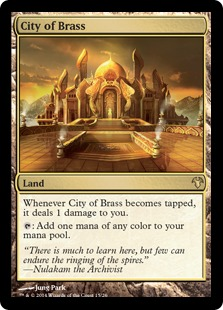 City of Brass
Land
Whenever City of Brass becomes tapped,
it deals 1 damage to you.
: Add one mana of any color to your
mana pool.
"There is much to learn here, but few can
endure the ringing of the spires."
—Nulakam the Archivist
Jung Park
™ & © 2014 Wizards of the Coast 15/26